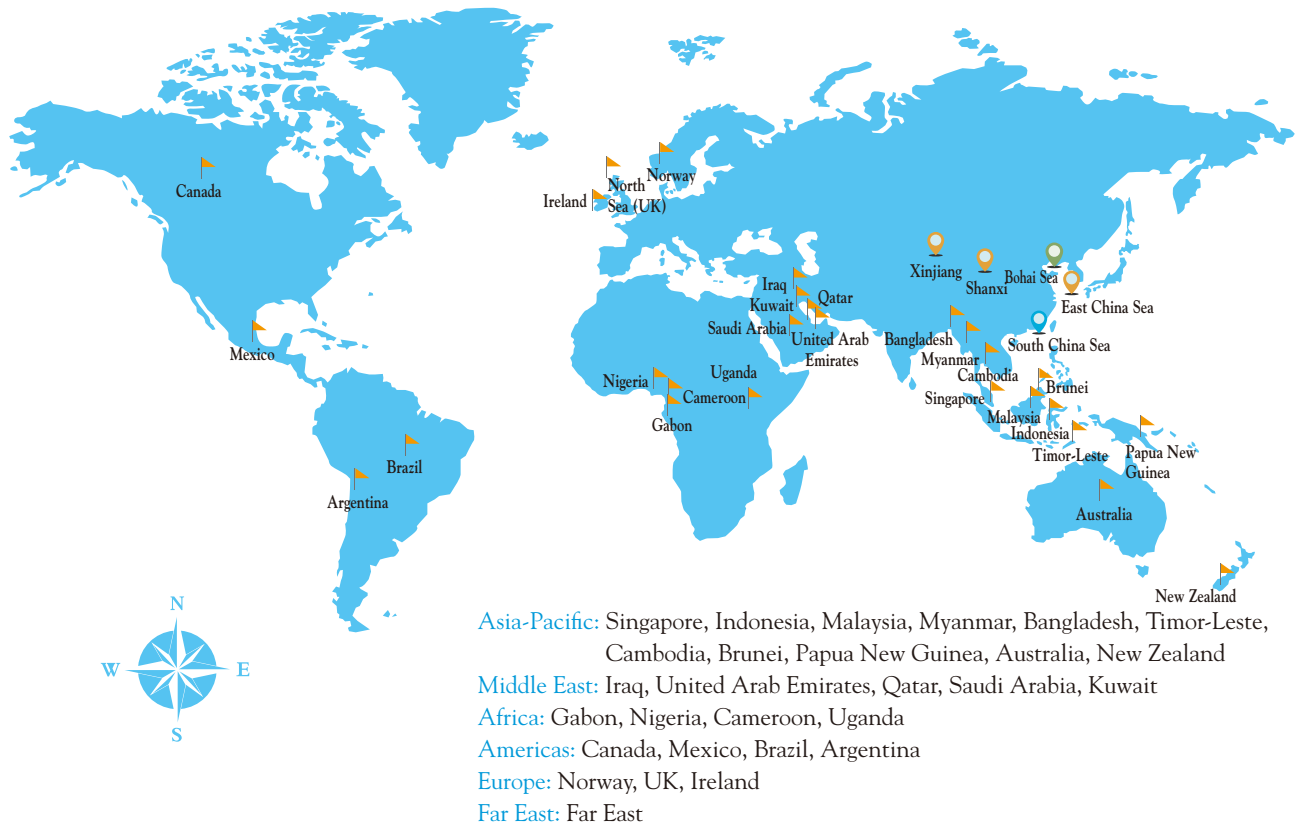 Canada
Norway
North
Sea (UK)
Ireland
Xinjiang
Shanxi
Bohai Sea
East China Sea
South China Sea
Iraq
Kuwait
Qatar
Saudi Arabia
United Arab
Emirates
Bangladesh
Myanmar
Cambodia
Mexico
Nigeria
Uganda
Cameroon
Gabon
Singapore
Brunei
Malaysia
Indonesia
Timor-Leste
Papua New
Guinea
Brazil
Argentina
Australia
New Zealand
N
W
E
S
Asia-Pacific: Singapore, Indonesia, Malaysia, Myanmar, Bangladesh, Timor-Leste,
Cambodia, Brunei, Papua New Guinea, Australia, New Zealand
Middle East: Iraq, United Arab Emirates, Qatar, Saudi Arabia, Kuwait
Africa: Gabon, Nigeria, Cameroon, Uganda
Americas: Canada, Mexico, Brazil, Argentina
Europe: Norway, UK, Ireland
Far East: Far East